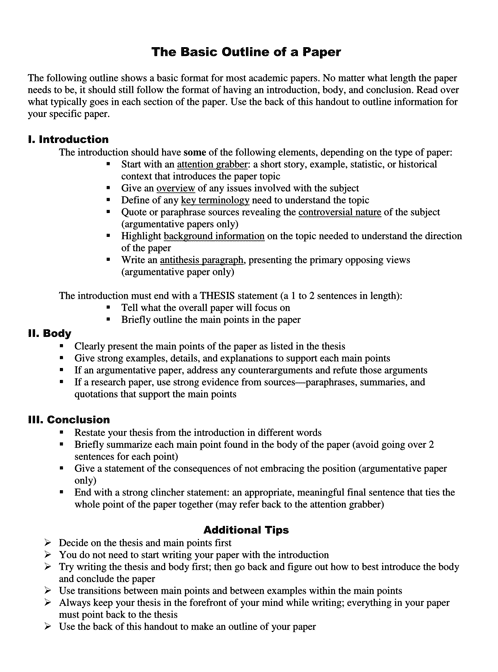 The Basic Outline of a Paper
The following outline shows a basic format for most academic papers. No matter what length the paper
needs to be, it should still follow the format of having an introduction, body, and conclusion. Read over
what typically goes in each section of the paper. Use the back of this handout to outline information for
your specific paper.
I. Introduction
The introduction should have some of the following elements, depending on the type of paper:
▪ Start with an attention grabber: a short story, example, statistic, or historical
context that introduces the paper topic
▪ Give an overview of any issues involved with the subject
▪ Define of any key terminology need to understand the topic
▪ Quote or paraphrase sources revealing the controversial nature of the subject
(argumentative papers only)
▪ Highlight background information on the topic needed to understand the direction
of the paper
▪ Write an antithesis paragraph, presenting the primary opposing views
(argumentative paper only)
The introduction must end with a THESIS statement (a 1 to 2 sentences in length):
▪ Tell what the overall paper will focus on
▪ Briefly outline the main points in the paper
II. Body
▪ Clearly present the main points of the paper as listed in the thesis
▪ Give strong examples, details, and explanations to support each main points
▪ If an argumentative paper, address any counterarguments and refute those arguments
▪ If a research paper, use strong evidence from sources—paraphrases, summaries, and
quotations that support the main points
III. Conclusion
▪ Restate your thesis from the introduction in different words
▪ Briefly summarize each main point found in the body of the paper (avoid going over 2
sentences for each point)
▪ Give a statement of the consequences of not embracing the position (argumentative paper
only)
▪ End with a strong clincher statement: an appropriate, meaningful final sentence that ties the
whole point of the paper together (may refer back to the attention grabber)
Additional Tips
➢ Decide on the thesis and main points first
➢ You do not need to start writing your paper with the introduction
➢ Try writing the thesis and body first; then go back and figure out how to best introduce the body
and conclude the paper
➢ Use transitions between main points and between examples within the main points
➢ Always keep your thesis in the forefront of your mind while writing; everything in your paper
must point back to the thesis
➢ Use the back of this handout to make an outline of your paper